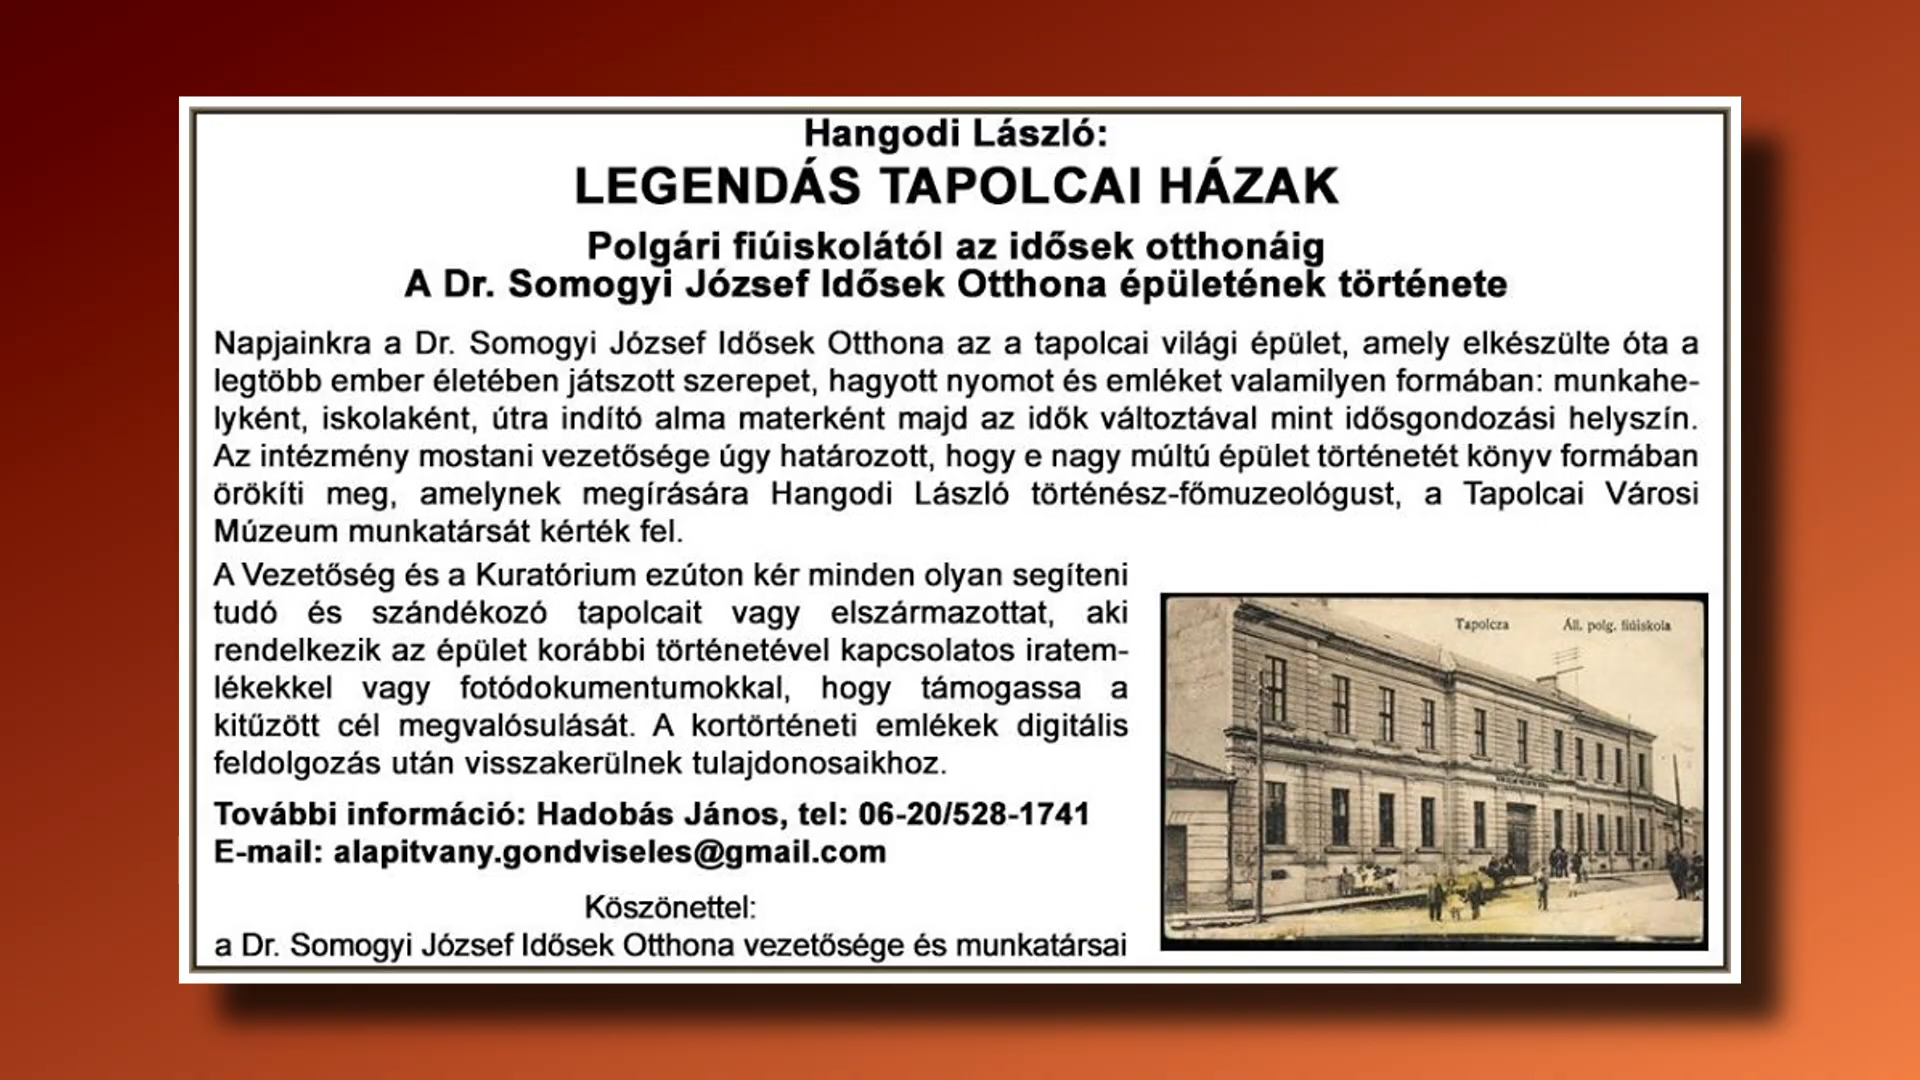 Hangodi László:
LEGENDÁS TAPOLCAI HÁZAK
Polgári fiúiskolától az idősek otthonáig
A Dr. Somogyi József Idősek Otthona épületének története
Napjainkra a Dr. Somogyi József Idősek Otthona az a tapolcai világi épület, amely elkészülte óta a
legtöbb ember életében játszott szerepet, hagyott nyomot és emléket valamilyen formában: munkahe-
lyként, iskolaként, útra indító alma materként majd az idők változtával mint idősgondozási helyszín.
Az intézmény mostani vezetősége úgy határozott, hogy e nagy múltú épület történetét könyv formában
örökíti meg, amelynek megírására Hangodi László történész-főmuzeológust, a Tapolcai Városi
Múzeum munkatársát kérték fel.
A Vezetőség és a Kuratórium ezúton kér minden olyan segíteni
tudó és szándékozó tapolcait vagy elszármazottat, aki
rendelkezik az épület korábbi történetével kapcsolatos iratem-
lékekkel vagy fotódokumentumokkal, hogy támogassa a
kitűzött cél megvalósulását. A kortörténeti emlékek digitális
feldolgozás után visszakerülnek tulajdonosaikhoz.
További információ: Hadobás János, tel: 06-20/528-1741
E-mail: alapitvany.gondviseles@gmail.com
Köszönettel:
a Dr. Somogyi József Idősek Otthona vezetősége és munkatársai
Tapolcza Áll. polg. fiúiskola